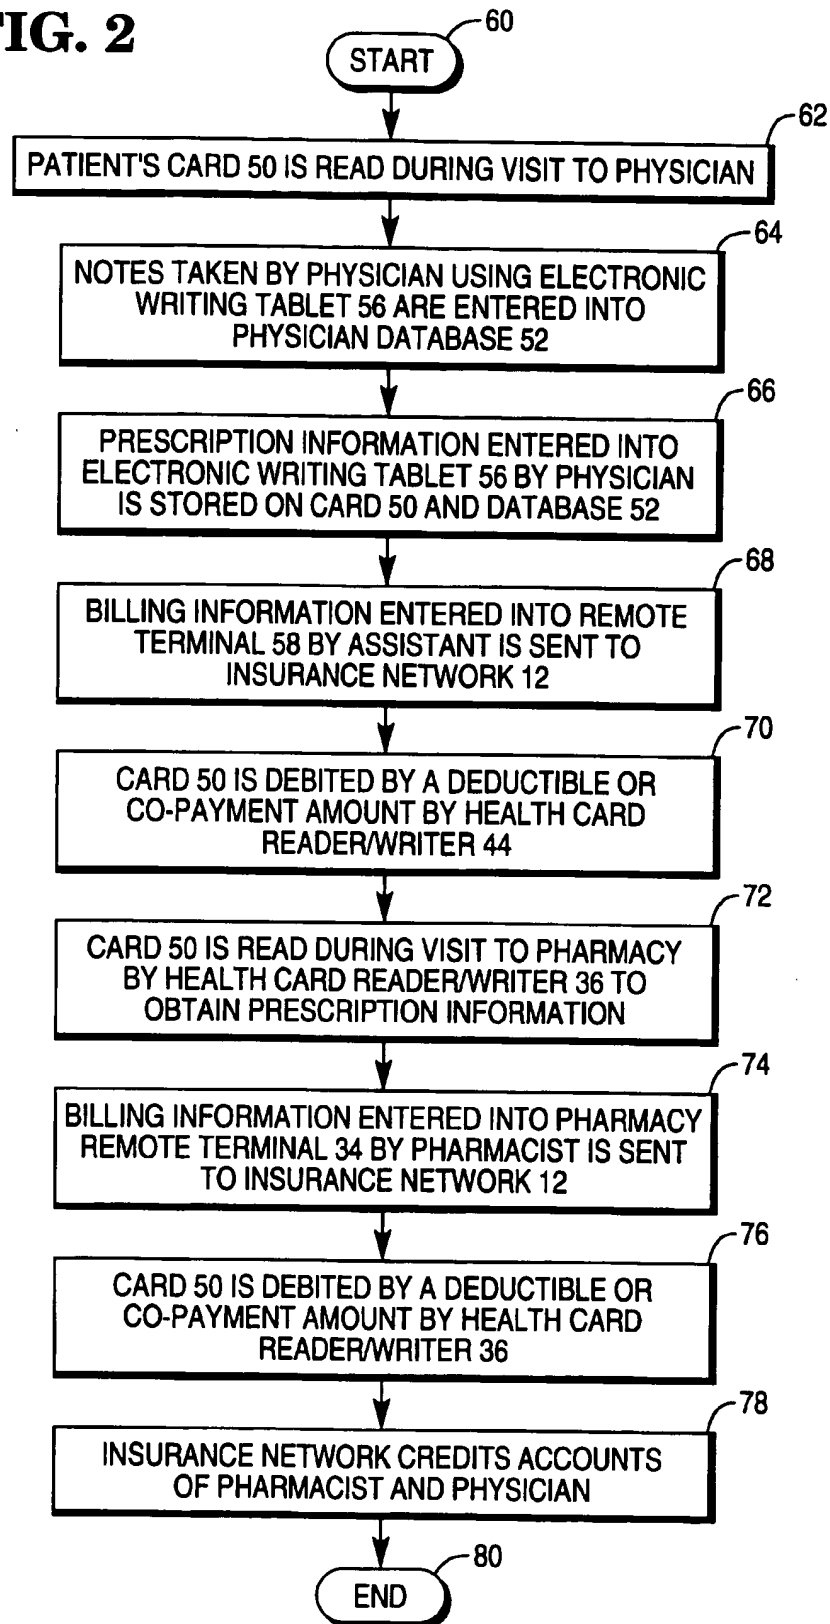 FIG. 2
60
START
62
PATIENT'S CARD 50 IS READ DURING VISIT TO PHYSICIAN
64
NOTES TAKEN BY PHYSICIAN USING ELECTRONIC
WRITING TABLET 56 ARE ENTERED INTO
PHYSICIAN DATABASE 52
66
PRESCRIPTION INFORMATION ENTERED INTO
ELECTRONIC WRITING TABLET 56 BY PHYSICIAN
IS STORED ON CARD 50 AND DATABASE 52
68
BILLING INFORMATION ENTERED INTO REMOTE
TERMINAL 58 BY ASSISTANT IS SENT TO
INSURANCE NETWORK 12
70
CARD 50 IS DEBITED BY A DEDUCTIBLE OR
CO-PAYMENT AMOUNT BY HEALTH CARD
READER/WRITER 44
72
CARD 50 IS READ DURING VISIT TO PHARMACY
BY HEALTH CARD READER/WRITER 36 TO
OBTAIN PRESCRIPTION INFORMATION
74
BILLING INFORMATION ENTERED INTO PHARMACY
REMOTE TERMINAL 34 BY PHARMACIST IS SENT
TO INSURANCE NETWORK 12
76
CARD 50 IS DEBITED BY A DEDUCTIBLE OR
CO-PAYMENT AMOUNT BY HEALTH CARD
READER/WRITER 36
78
INSURANCE NETWORK CREDITS ACCOUNTS
OF PHARMACIST AND PHYSICIAN
80
END